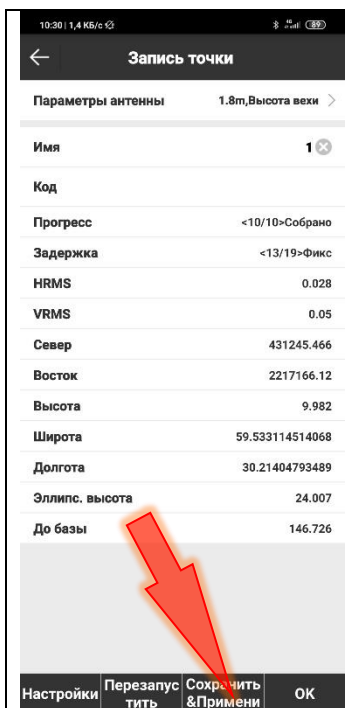 10:30 | 1,4 КБ/с
4G 89
Запись точки
Параметры антенны 1.8m,Высота вехи
Имя 1
Код
Прогресс <10/10>Собрано
Задержка <13/19>Фикс
HRMS 0.028
VRMS 0.05
Север 431245.466
Восток 2217166.12
Высота 9.982
Широта 59.533114514068
Долгота 30.21404793489
Эллипс. высота 24.007
До базы 146.726
Настройки
Перезапус
тить
Сохранить
&Примени
OK